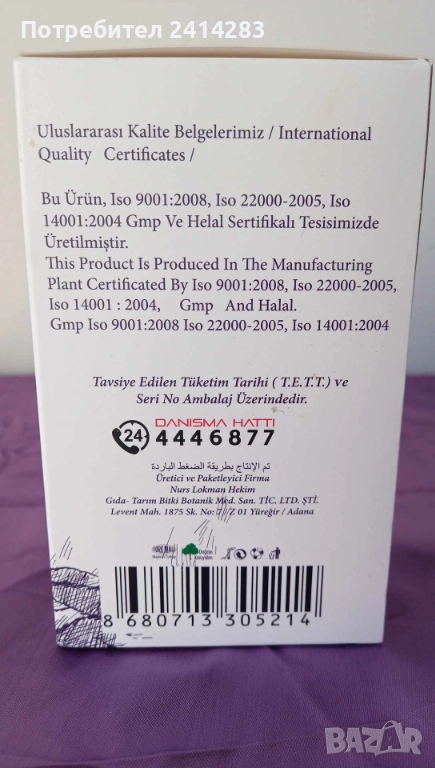 Потребител 2414283
Uluslararası Kalite Belgelerimiz / International
Quality Certificates /
Bu Ürün, Iso 9001:2008, Iso 22000-2005, Iso
14001:2004 Gmp Ve Helal Sertifikalı Tesisimizde
Üretilmiştir.
This Product Is Produced In The Manufacturing
Plant Certificated By Iso 9001:2008, Iso 22000-2005,
Iso 14001 : 2004, Gmp And Halal.
Gmp Iso 9001:2008 Iso 22000-2005, Iso 14001:2004
Tavsiye Edilen Tüketim Tarihi ( T.E.T.T.) ve
Seri No Ambalaj Üzerindedir.
DANISMA HATTI
24 4446877
تم الإنتاج بطريقة الضغط الباردة
Üretici ve Paketleyici Firma
Nurs Lokman Hekim
Gıda- Tarım Bitki Botanik Med. San. TİC. LTD. ŞTİ.
Levent Mah. 1875 Sk. No: 7 / Z 01 Yüreğir / Adana
8 680713 305214
BAZAR